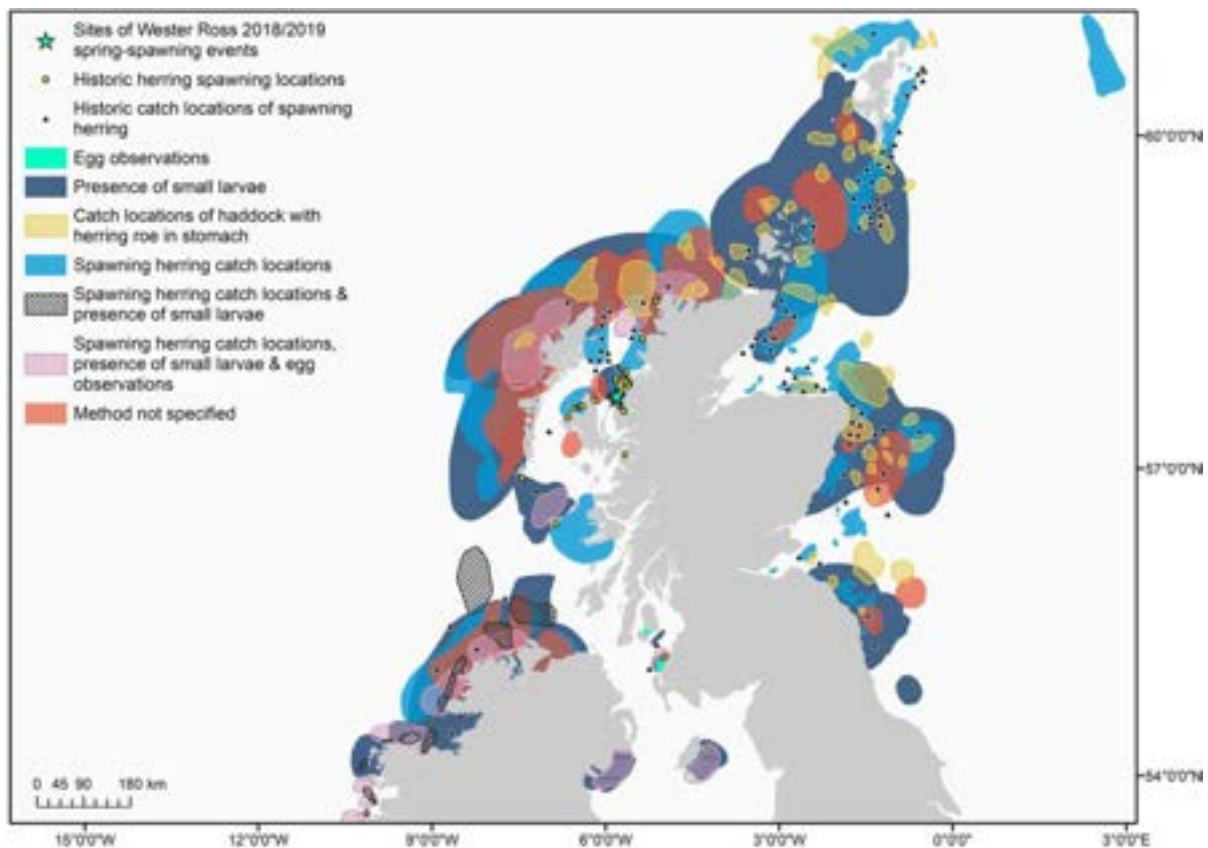 Sites of Wester Ross 2018/2019
spring-spawning events
Historic herring spawning locations
Historic catch locations of spawning
herring
Egg observations
Presence of small larvae
Catch locations of haddock with
herring roe in stomach
Spawning herring catch locations
Spawning herring catch locations &
presence of small larvae
Spawning herring catch locations,
presence of small larvae & egg
observations
Method not specified
60°0'0"N
57°0'0"N
54°0'0"N
0 45 90 180 km
15°0'0"W 12°0'0"W 9°0'0"W 6°0'0"W 3°0'0"W 0°0'0" 3°0'0"E